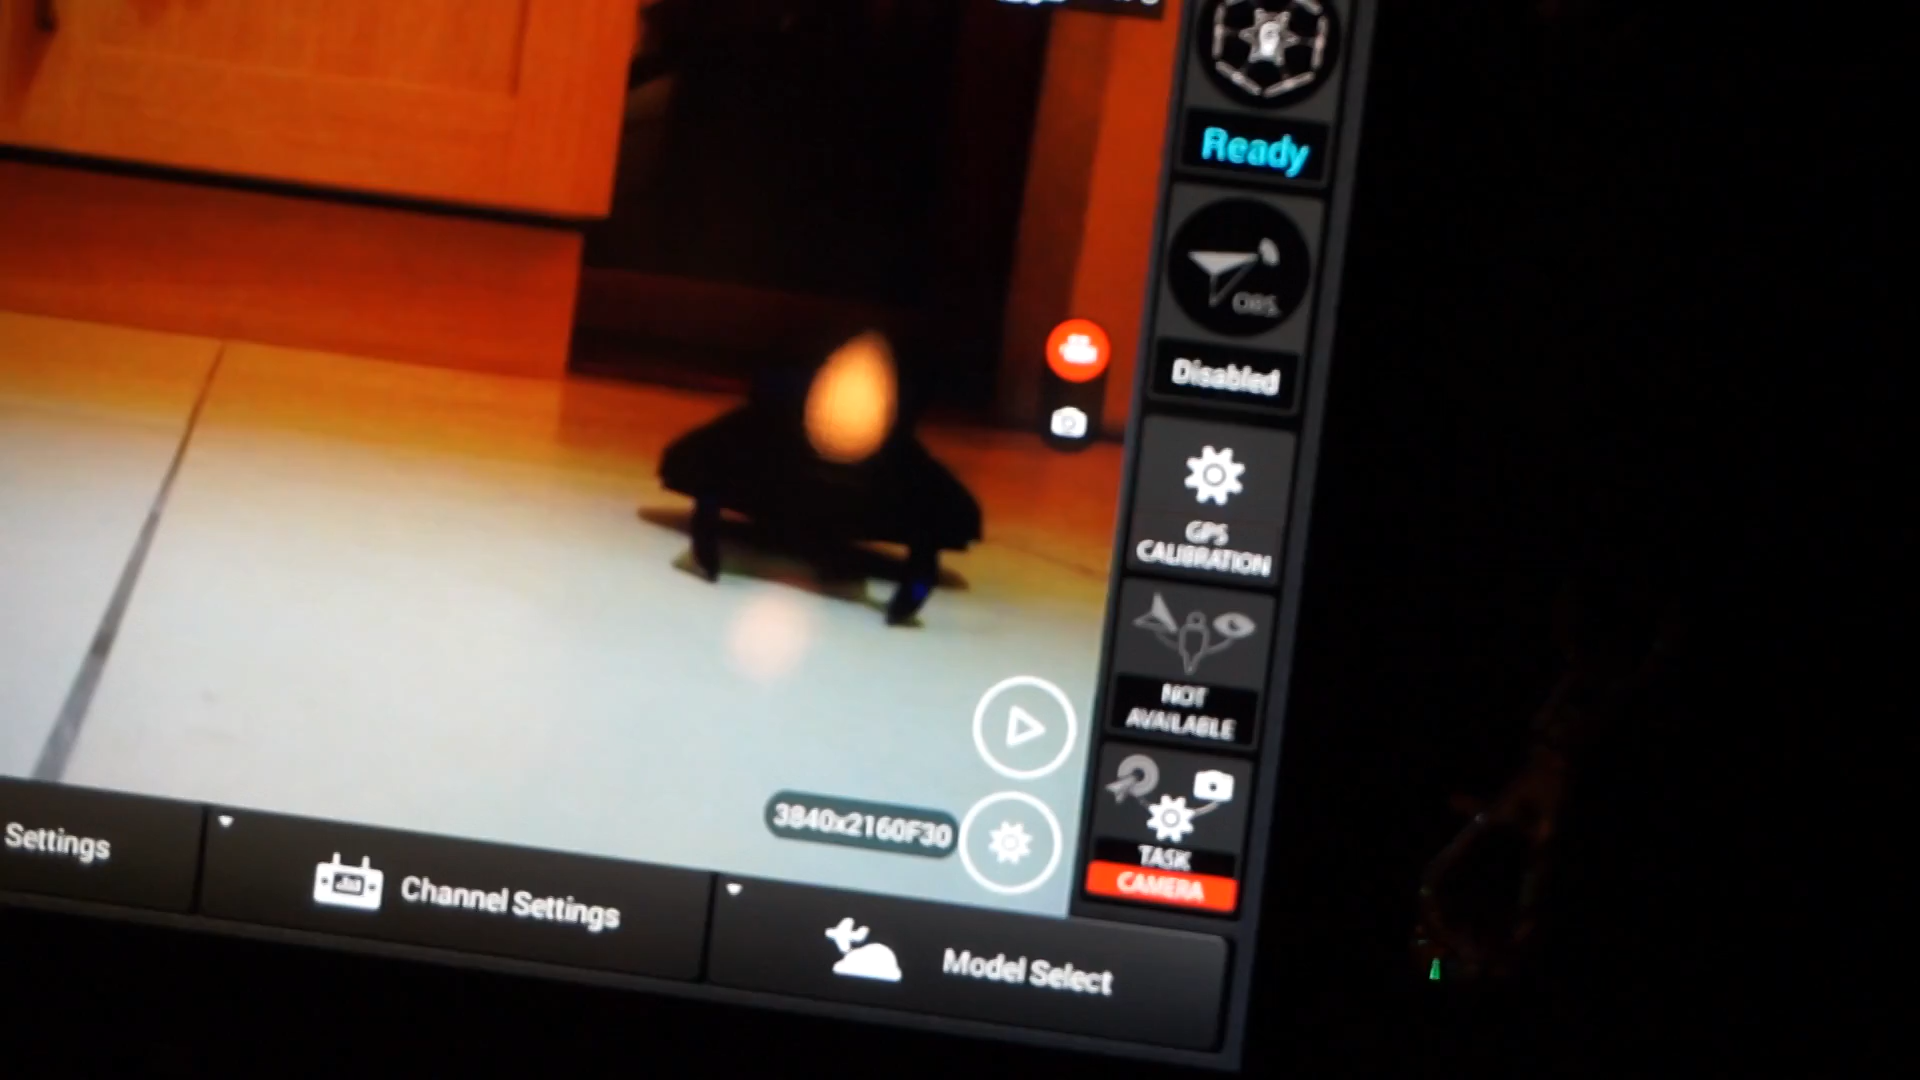 Ready
OBS.
Disabled
GPS
CALIBRATION
NOT
AVAILABLE
3840x2160F30
TASK
CAMERA
Settings
Channel Settings
Model Select